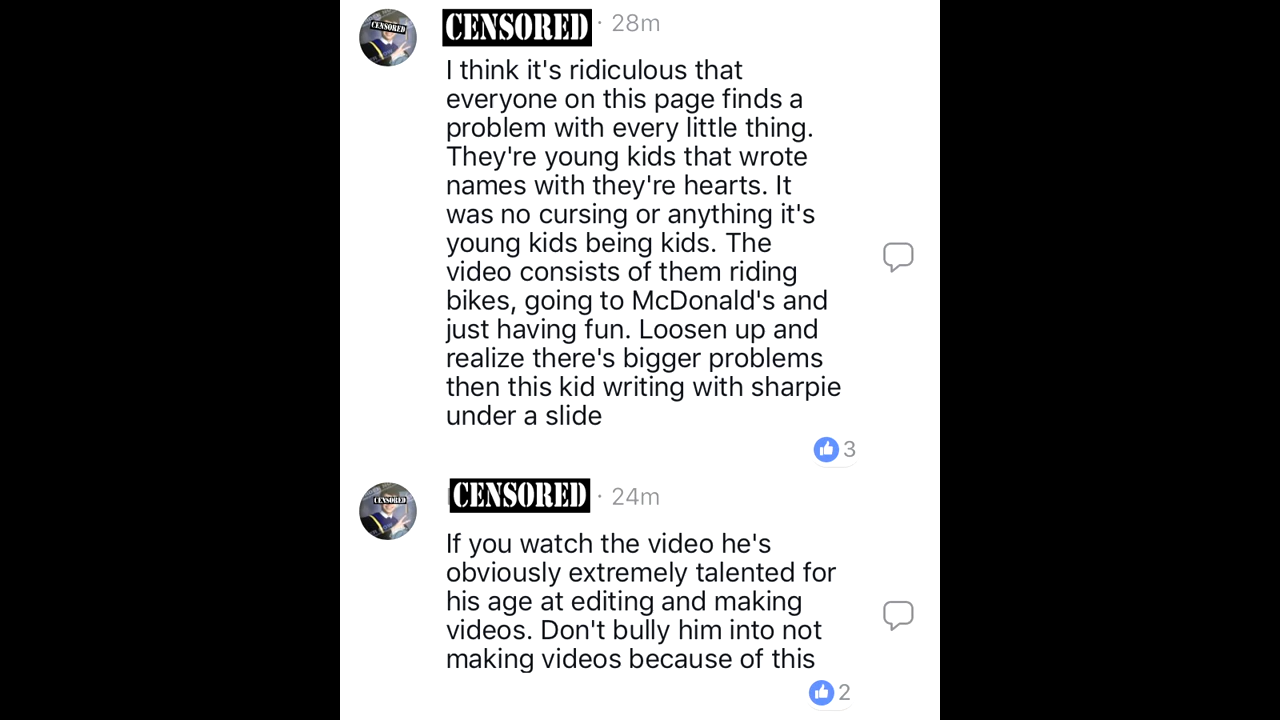 CENSORED
CENSORED · 28m
I think it's ridiculous that
everyone on this page finds a
problem with every little thing.
They're young kids that wrote
names with they're hearts. It
was no cursing or anything it's
young kids being kids. The
video consists of them riding
bikes, going to McDonald's and
just having fun. Loosen up and
realize there's bigger problems
then this kid writing with sharpie
under a slide
3
CENSORED
CENSORED · 24m
If you watch the video he's
obviously extremely talented for
his age at editing and making
videos. Don't bully him into not
making videos because of this
2